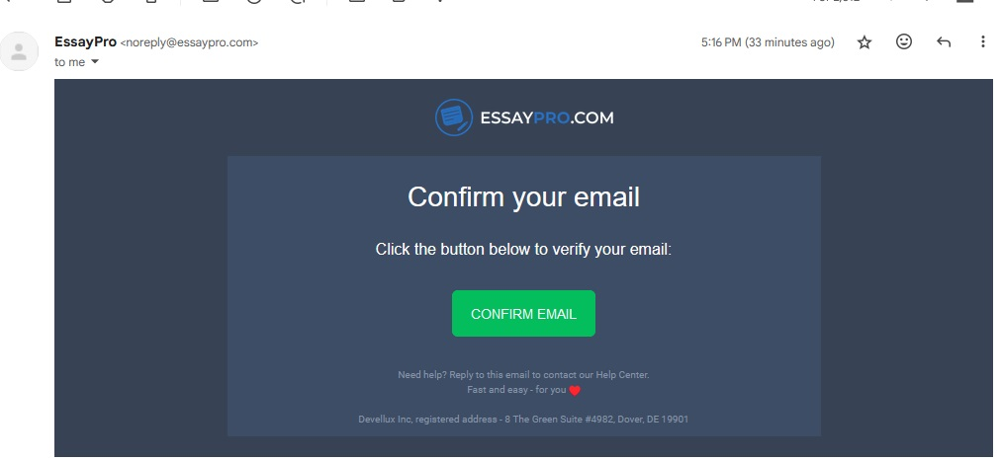 EssayPro <noreply@essaypro.com>
5:16 PM (33 minutes ago)
to me
ESSAYPRO.COM
Confirm your email
Click the button below to verify your email:
CONFIRM EMAIL
Need help? Reply to this email to contact our Help Center.
Fast and easy - for you ❤
Develux Inc, registered address - 8 The Green Suite #4982, Dover, DE 19901